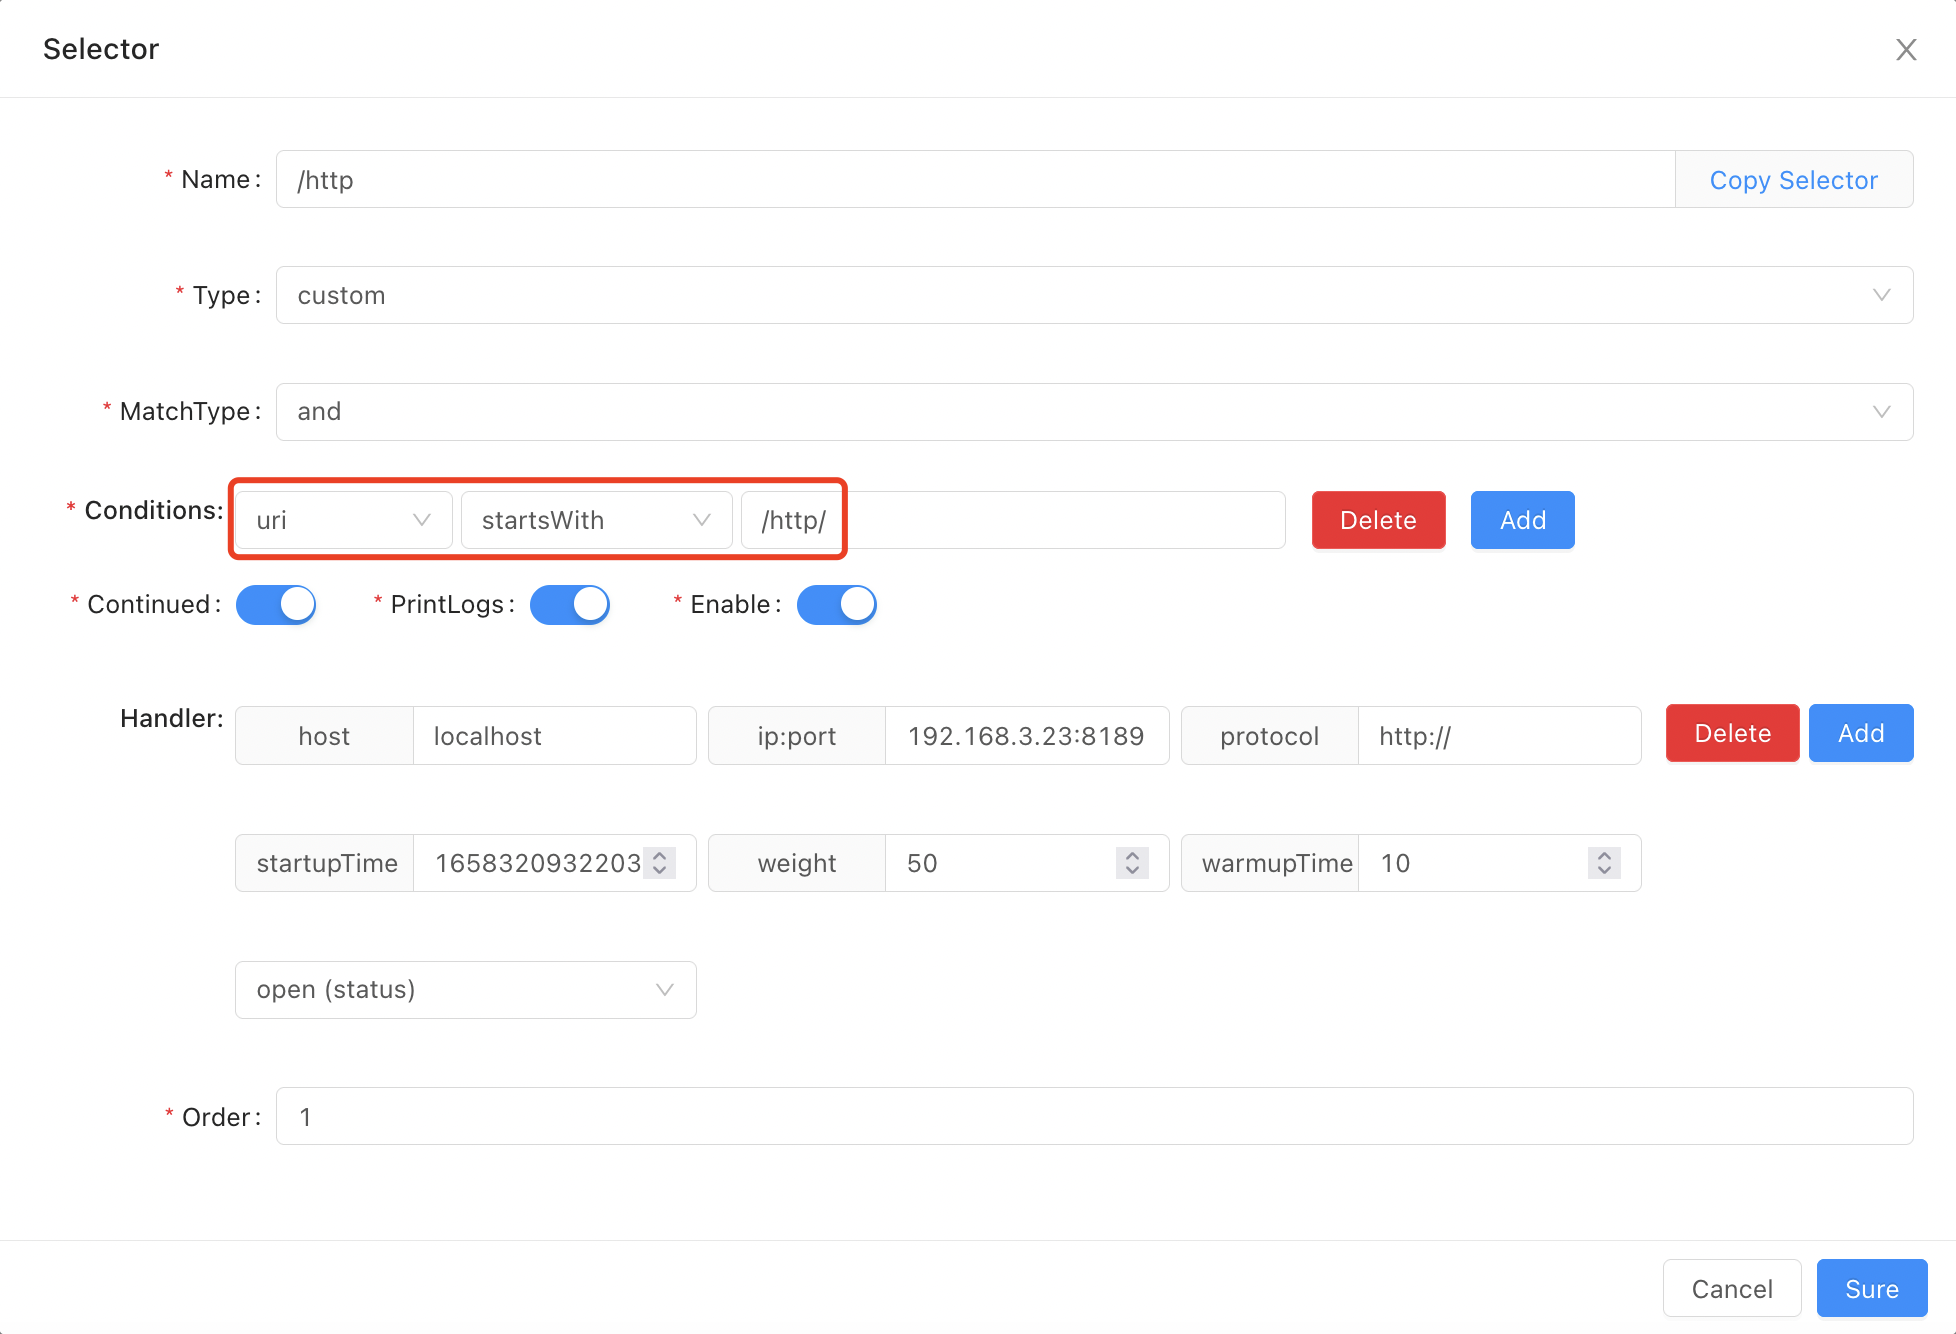 Selector
* Name: /http Copy Selector
* Type: custom
* MatchType: and
* Conditions: uri startsWith /http/ Delete Add
* Continued: * PrintLogs: * Enable:
Handler: host localhost ip:port 192.168.3.23:8189 protocol http:// Delete Add
startupTime 1658320932203 weight 50 warmupTime 10
open (status)
* Order: 1
Cancel Sure